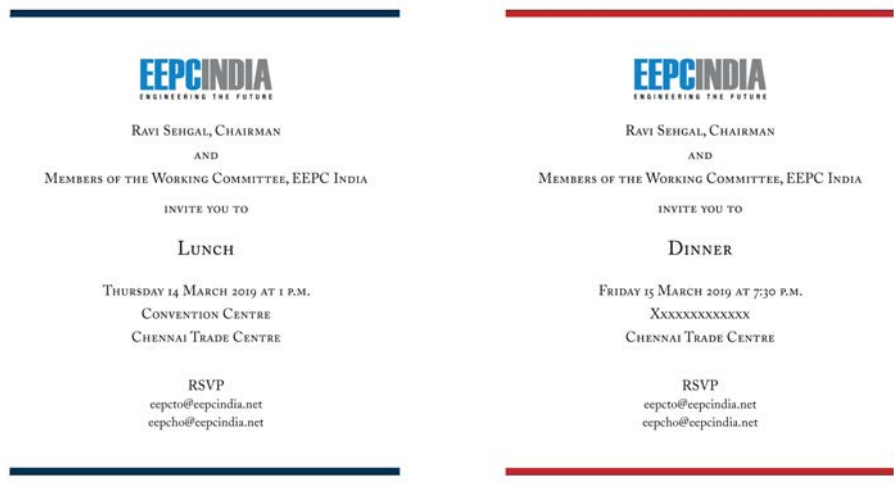 EEPCINDIA
ENGINEERING THE FUTURE
Ravi Sehgal, Chairman
and
Members of the Working Committee, EEPC India
invite you to
Lunch
Thursday 14 March 2019 at 1 p.m.
Convention Centre
Chennai Trade Centre
RSVP
eepcto@eepcindia.net
eepcho@eepcindia.net
EEPCINDIA
ENGINEERING THE FUTURE
Ravi Sehgal, Chairman
and
Members of the Working Committee, EEPC India
invite you to
Dinner
Friday 15 March 2019 at 7:30 p.m.
Xxxxxxxxxxxxx
Chennai Trade Centre
RSVP
eepcto@eepcindia.net
eepcho@eepcindia.net